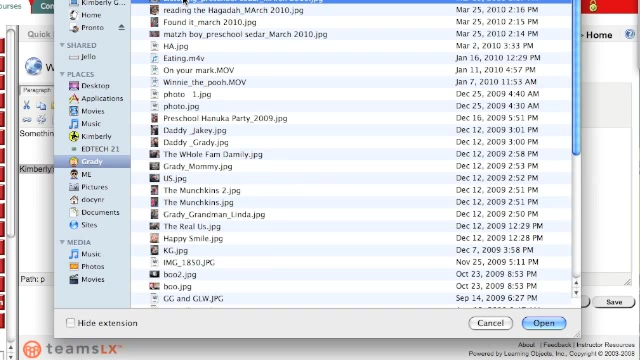 ourses
Con
Kimberly G...
Home
Pronto
SHARED
Jello
PLACES
Desktop
Applications
Movies
Music
Kimberly
EDTECH 21
Grady
ME
Pictures
docynr
Documents
Sites
MEDIA
Music
Photos
Movies
reading the Hagadah_MArch 2010.jpg Mar 25, 2010 2:16 PM
Found it_march 2010.jpg Mar 25, 2010 2:15 PM
matzh boy_preschool sedar_March 2010.jpg Mar 25, 2010 2:15 PM
HA.jpg Mar 2, 2010 3:33 PM
Eating.m4v Jan 16, 2010 12:29 PM
On your mark.MOV Jan 11, 2010 4:57 PM
Winnie_the_pooh.MOV Jan 7, 2010 11:53 AM
photo 1.jpg Dec 25, 2009 4:40 AM
photo.jpg Dec 25, 2009 4:30 AM
Preschool Hanuka Party_2009.jpg Dec 16, 2009 5:51 PM
Daddy _Jakey.jpg Dec 12, 2009 3:01 PM
Daddy _Grady.jpg Dec 12, 2009 3:00 PM
The WHole Fam Damily.jpg Dec 12, 2009 2:58 PM
Grady_Mommy.jpg Dec 12, 2009 2:53 PM
US.jpg Dec 12, 2009 2:52 PM
The Munchkins 2.jpg Dec 12, 2009 2:51 PM
The Munchkins.jpg Dec 12, 2009 2:51 PM
Grady_Grandman_Linda.jpg Dec 12, 2009 2:50 PM
The Real Us.jpg Dec 12, 2009 12:29 PM
Happy Smile.jpg Dec 12, 2009 12:28 PM
KG.jpg Dec 7, 2009 3:58 PM
IMG_1850.JPG Nov 25, 2009 5:11 PM
boo2.jpg Oct 23, 2009 8:53 PM
boo.jpg Oct 23, 2009 8:53 PM
GG and GLW.JPG Sep 14, 2009 6:27 PM
Hide extension
Cancel
Open
Quick
Home
W
Paragraph
Somethin
Kimberly
Path: p
Save
teamsLX™
About | Feedback | Instructor Resources
Powered by Learning Objects, Inc., Copyright © 2003-2008